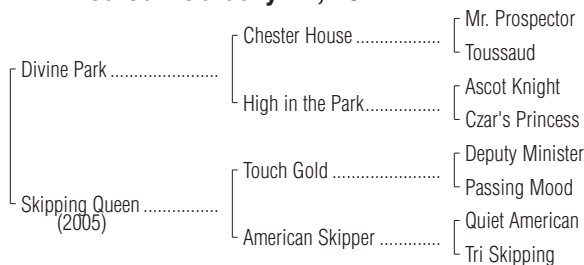 Chester House
Mr. Prospector
Toussaud
Divine Park
High in the Park
Ascot Knight
Czar's Princess
Touch Gold
Deputy Minister
Passing Mood
Skipping Queen
(2005)
American Skipper
Quiet American
Tri Skipping